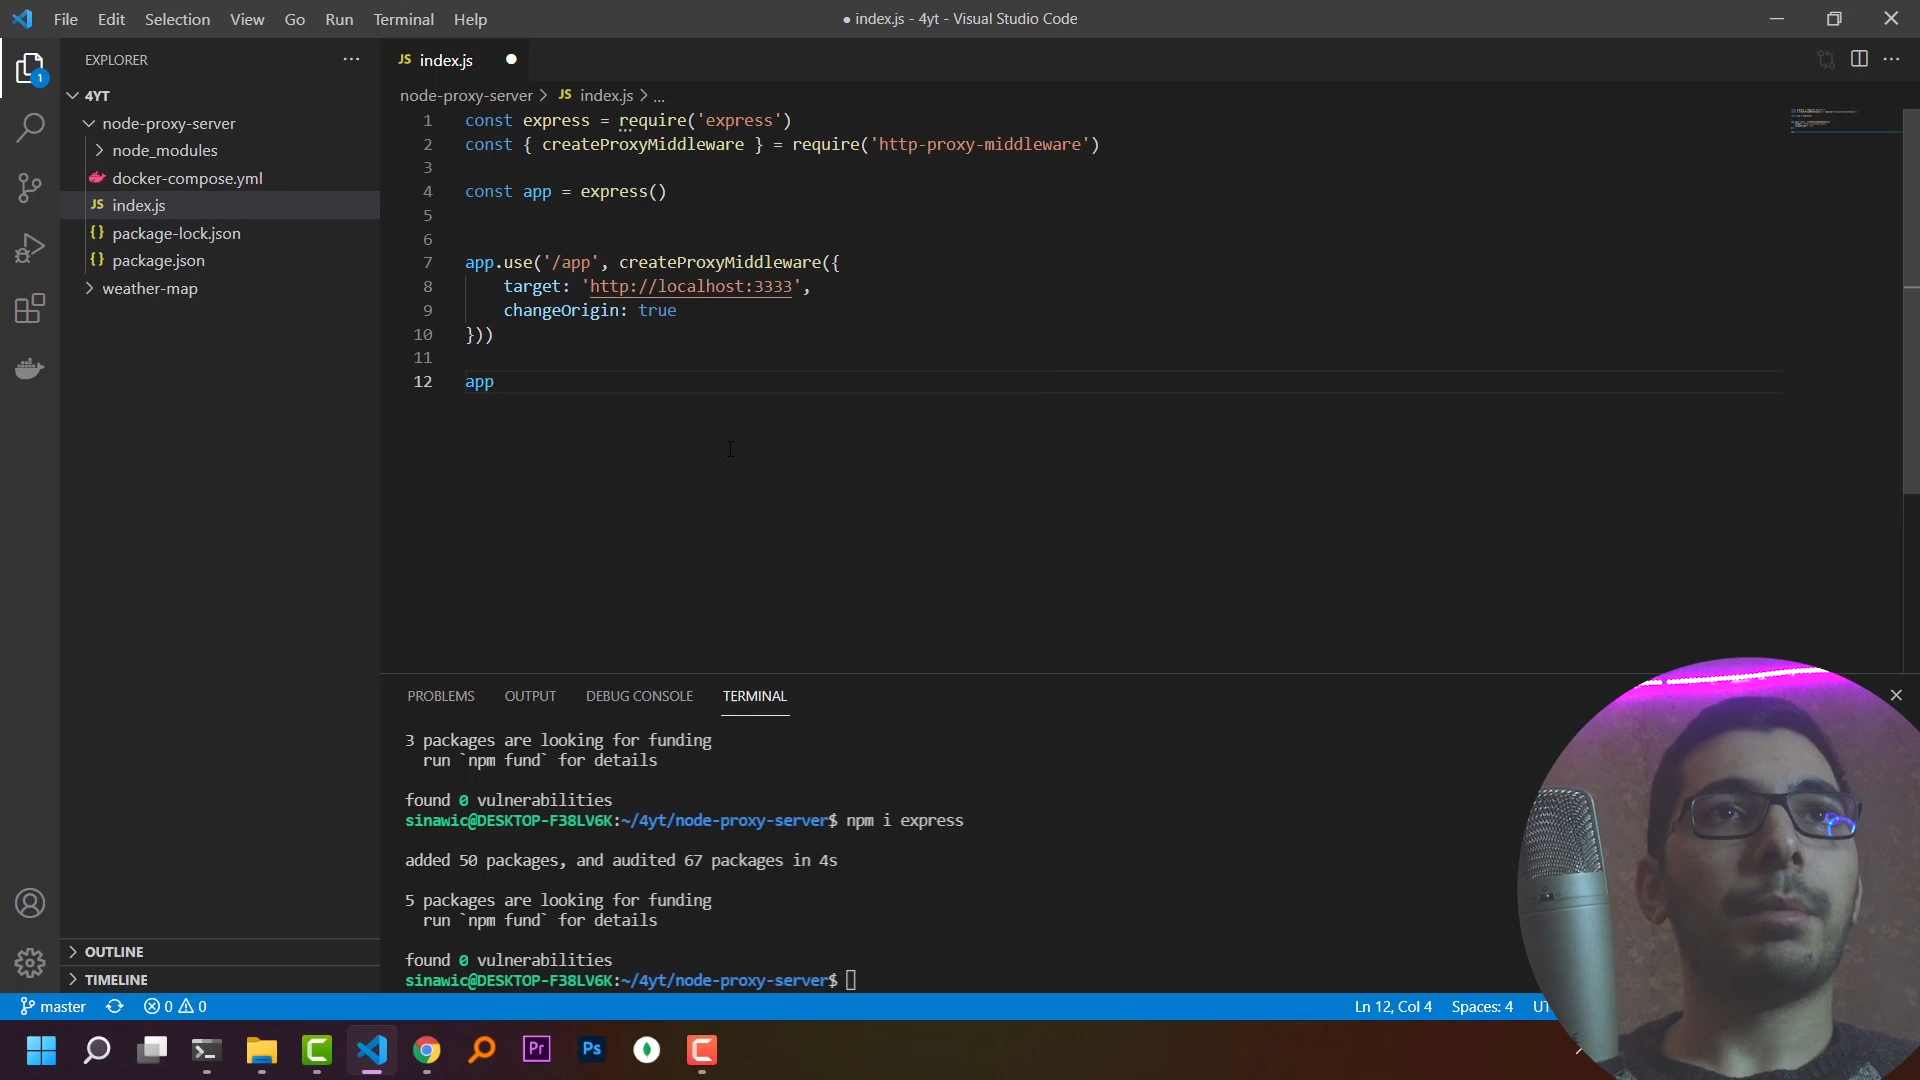 File Edit Selection View Go Run Terminal Help
● index.js - 4yt - Visual Studio Code
EXPLORER
1
4YT
node-proxy-server
node_modules
docker-compose.yml
JS index.js
{} package-lock.json
{} package.json
weather-map
OUTLINE
TIMELINE
JS index.js
node-proxy-server > JS index.js > ...
1 const express = require('express')
2 const { createProxyMiddleware } = require('http-proxy-middleware')
3
4 const app = express()
5
6
7 app.use('/app', createProxyMiddleware({
8 target: 'http://localhost:3333',
9 changeOrigin: true
10 }))
11
12 app
PROBLEMS OUTPUT DEBUG CONSOLE TERMINAL
3 packages are looking for funding
run `npm fund` for details
found 0 vulnerabilities
sinawic@DESKTOP-F38LV6K:~/4yt/node-proxy-server$ npm i express
added 50 packages, and audited 67 packages in 4s
5 packages are looking for funding
run `npm fund` for details
found 0 vulnerabilities
sinawic@DESKTOP-F38LV6K:~/4yt/node-proxy-server$
master 0 0 Ln 12, Col 4 Spaces: 4
Pr Ps